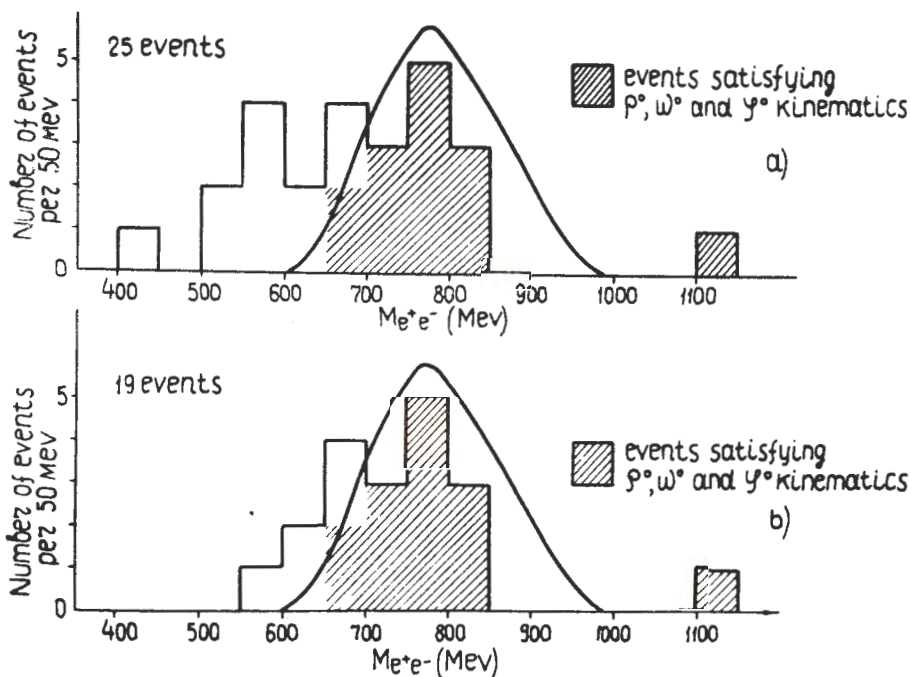 25 events
Number of events
per 50 Mev
5
0
events satisfying
ρ°, ω° and φ° kinematics
a)
400 500 600 700 800 900 1000 1100
Me⁺e⁻ (Mev)
19 events
Number of events
per 50 Mev
5
0
events satisfying
ρ°, ω° and φ° kinematics
b)
400 500 600 700 800 900 1000 1100
Me⁺e⁻ (Mev)